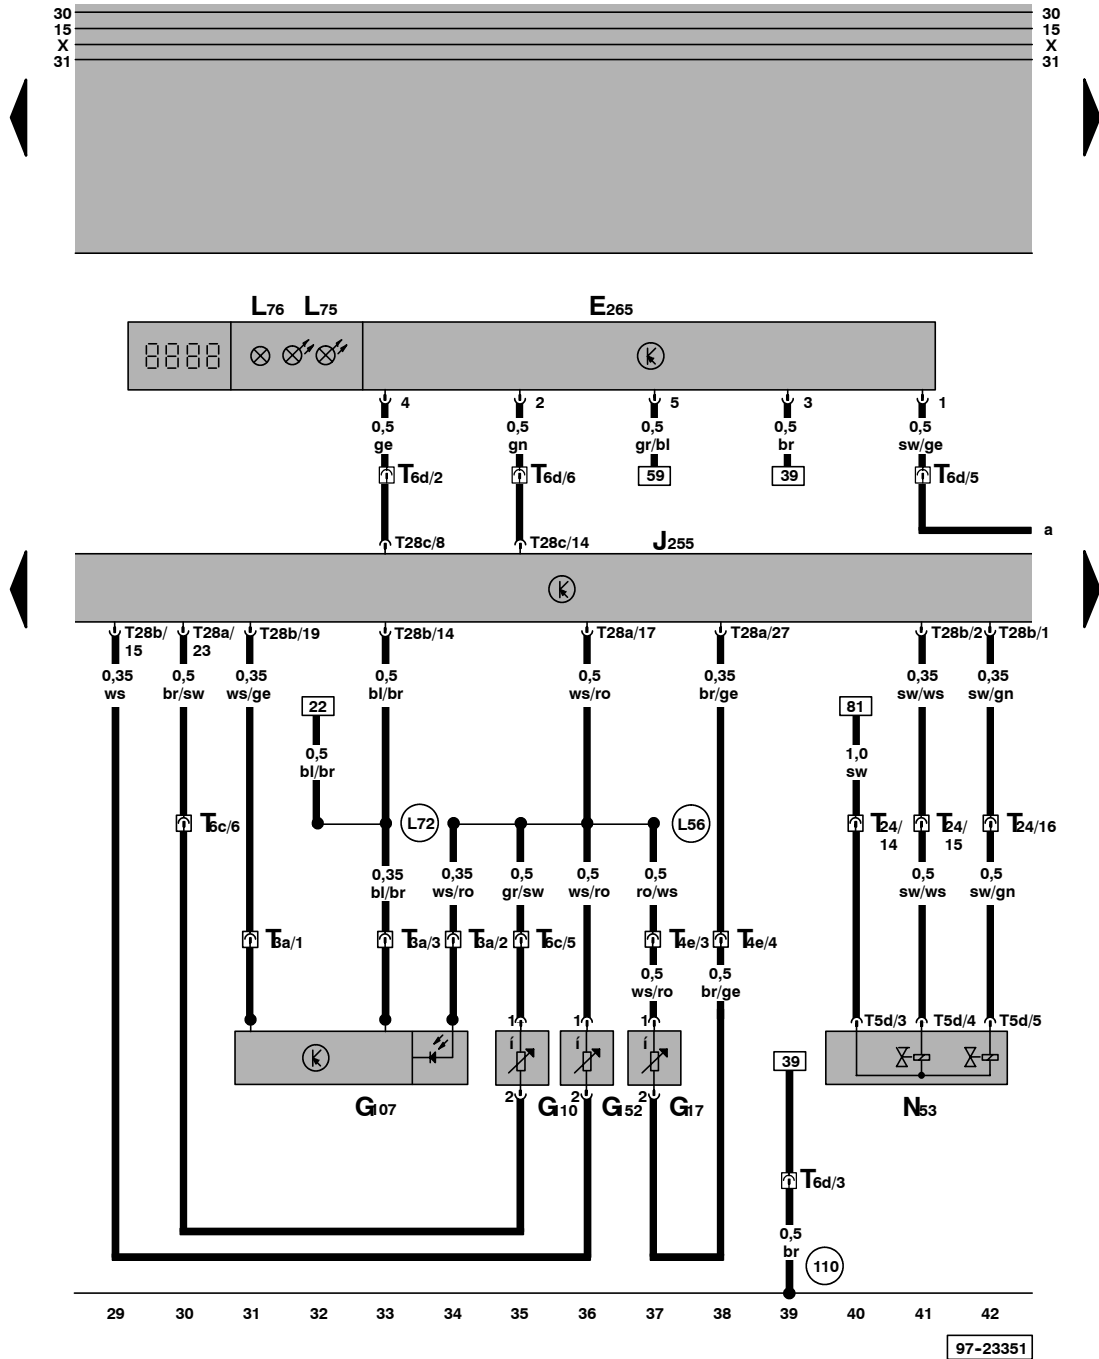 30 30
15 15
X X
31 31
L76 L75 E265
4 2 5 3 1
0,5 0,5 0,5 0,5 0,5
ge gn gr/bl br sw/ge
T6d/2 T6d/6 59 39 T6d/5
a
T28c/8 T28c/14 J255
T28b/ T28a/ T28b/19 T28b/14 T28a/17 T28a/27 T28b/2 T28b/1
15 23
0,35 0,5 0,35 0,5 0,5 0,35 0,35 0,35
ws br/sw ws/ge bl/br ws/ro br/ge sw/ws sw/gn
22 81
0,5 1,0
bl/br sw
T6c/6 L72 L56 T24/ T24/ T24/16
14 15
0,35 0,35 0,5 0,5 0,5 0,5 0,5
bl/br ws/ro gr/sw ws/ro ro/ws sw/ws sw/gn
T3a/1 T3a/3 T3a/2 T6c/5 T4e/3 T4e/4
0,5 0,5
ws/ro br/ge
1 1 1 T5d/3 T5d/4 T5d/5
í í í
39
2 2 2
G107 G110 G152 G17 N53
T6d/3
0,5
br
110
29 30 31 32 33 34 35 36 37 38 39 40 41 42
97-23351